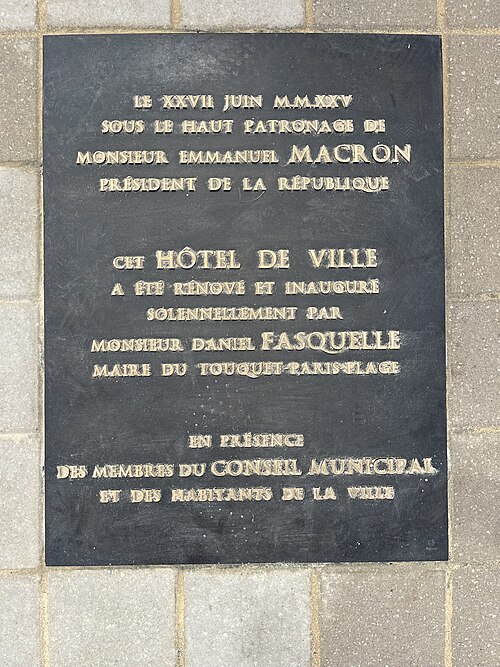 LE XXVII JUIN M.M.XXV
SOUS LE HAUT PATRONAGE DE
MONSIEUR EMMANUEL MACRON
PRÉSIDENT DE LA RÉPUBLIQUE
CET HÔTEL DE VILLE
A ÉTÉ RÉNOVÉ ET INAUGURÉ
SOLENNELLEMENT PAR
MONSIEUR DANIEL FASQUELLE
MAIRE DU TOUQUET-PARIS-PLAGE
EN PRÉSENCE
DES MEMBRES DU CONSEIL MUNICIPAL
ET DES HABITANTS DE LA VILLE